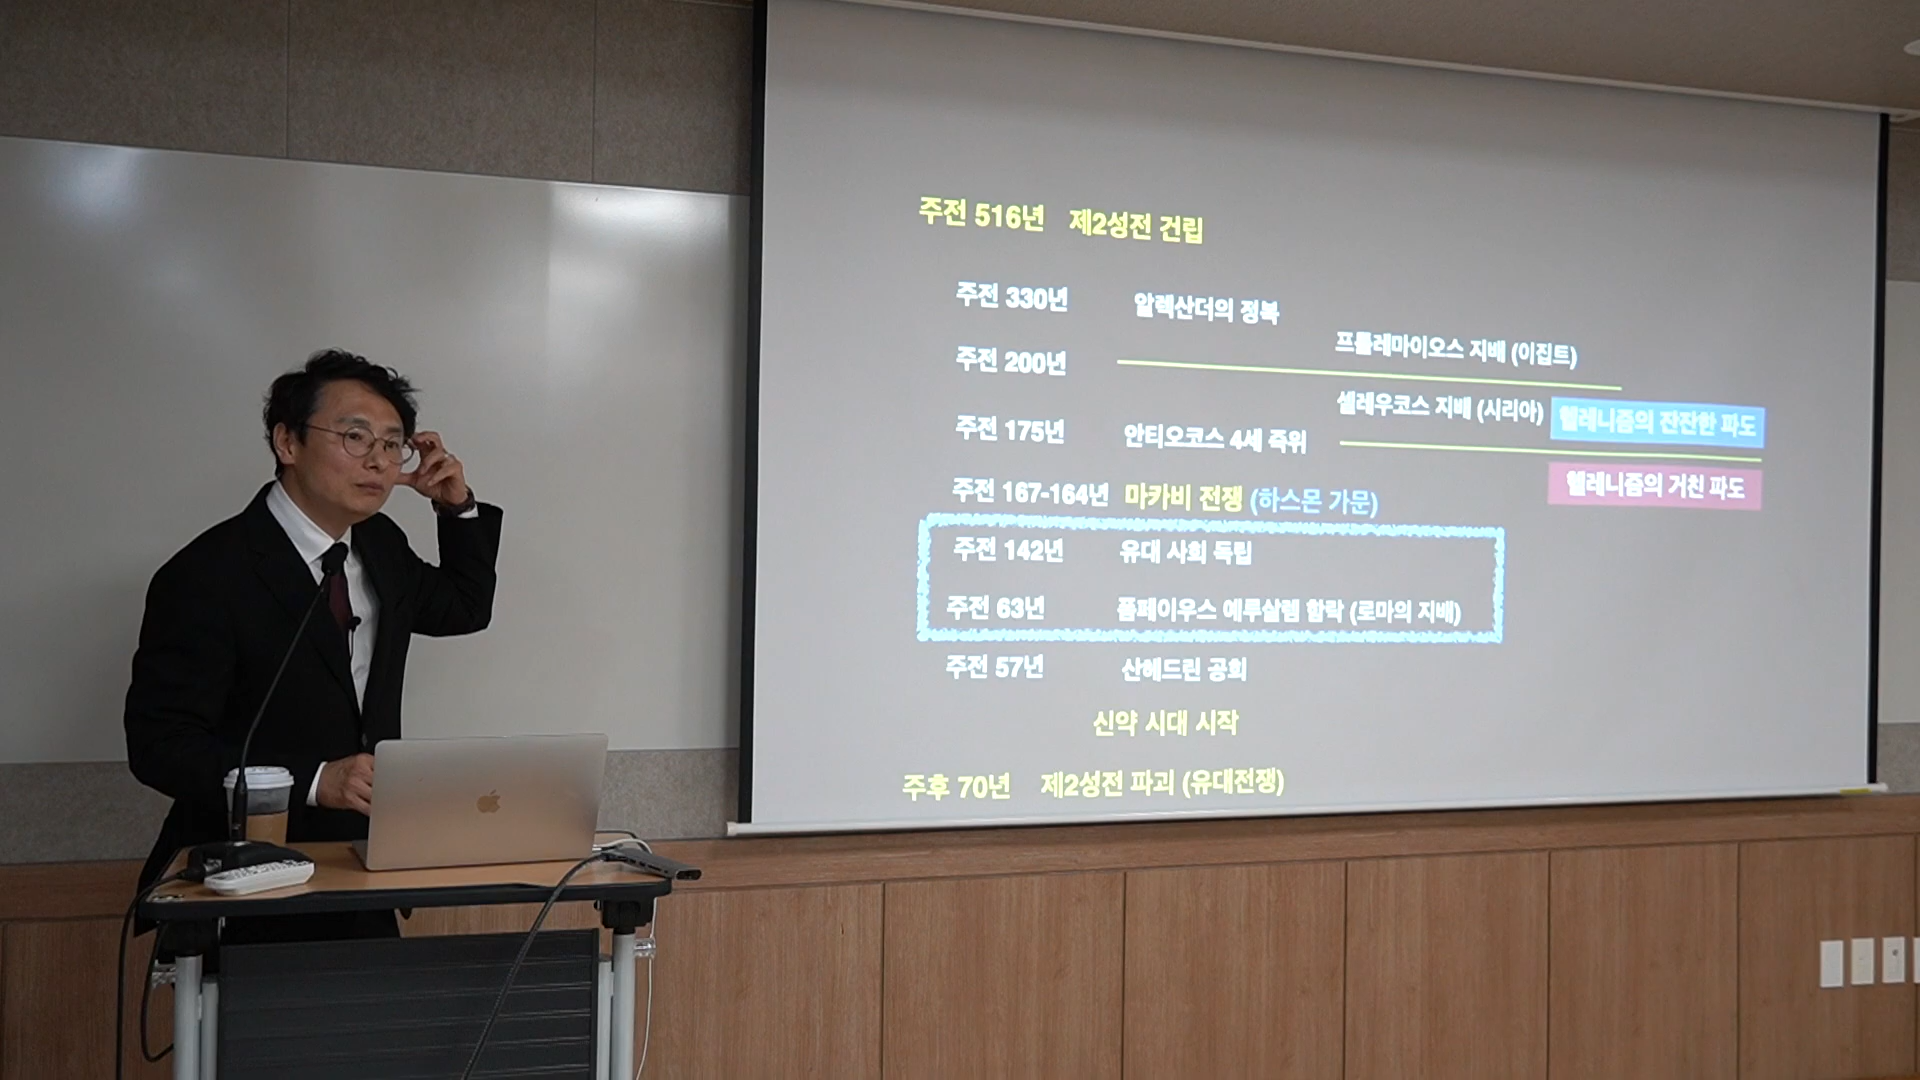 주전 516년 제2성전 건립
주전 330년 알렉산더의 정복
프톨레마이오스 지배 (이집트)
주전 200년
셀레우코스 지배 (시리아) 헬레니즘의 잔잔한 파도
주전 175년 안티오코스 4세 즉위
헬레니즘의 거친 파도
주전 167-164년 마카비 전쟁 (하스몬 가문)
주전 142년 유대 사회 독립
주전 63년 폼페이우스 예루살렘 함락 (로마의 지배)
주전 57년 산헤드린 공회
신약 시대 시작
주후 70년 제2성전 파괴 (유대전쟁)